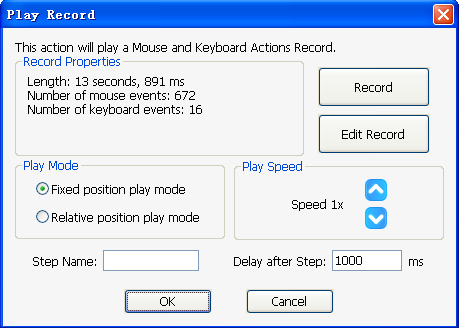 Play Record
This action will play a Mouse and Keyboard Actions Record.
Record Properties
Length: 13 seconds, 891 ms
Number of mouse events: 672
Number of keyboard events: 16
Record
Edit Record
Play Mode
Fixed position play mode
Relative position play mode
Play Speed
Speed 1x
Step Name:
Delay after Step: 1000 ms
OK
Cancel